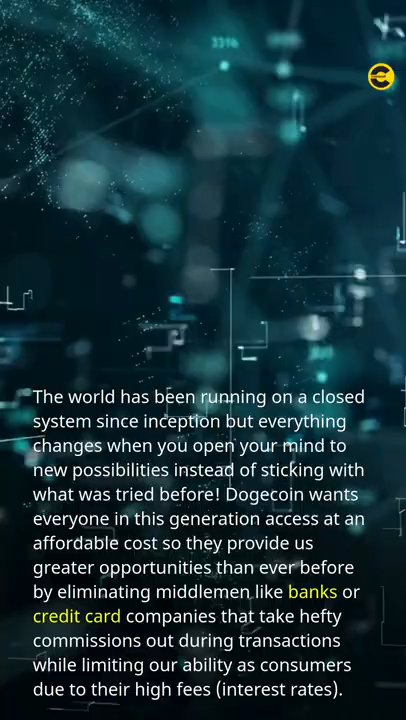 3316
The world has been running on a closed
system since inception but everything
changes when you open your mind to
new possibilities instead of sticking with
what was tried before! Dogecoin wants
everyone in this generation access at an
affordable cost so they provide us
greater opportunities than ever before
by eliminating middlemen like banks or
credit card companies that take hefty
commissions out during transactions
while limiting our ability as consumers
due to their high fees (interest rates).